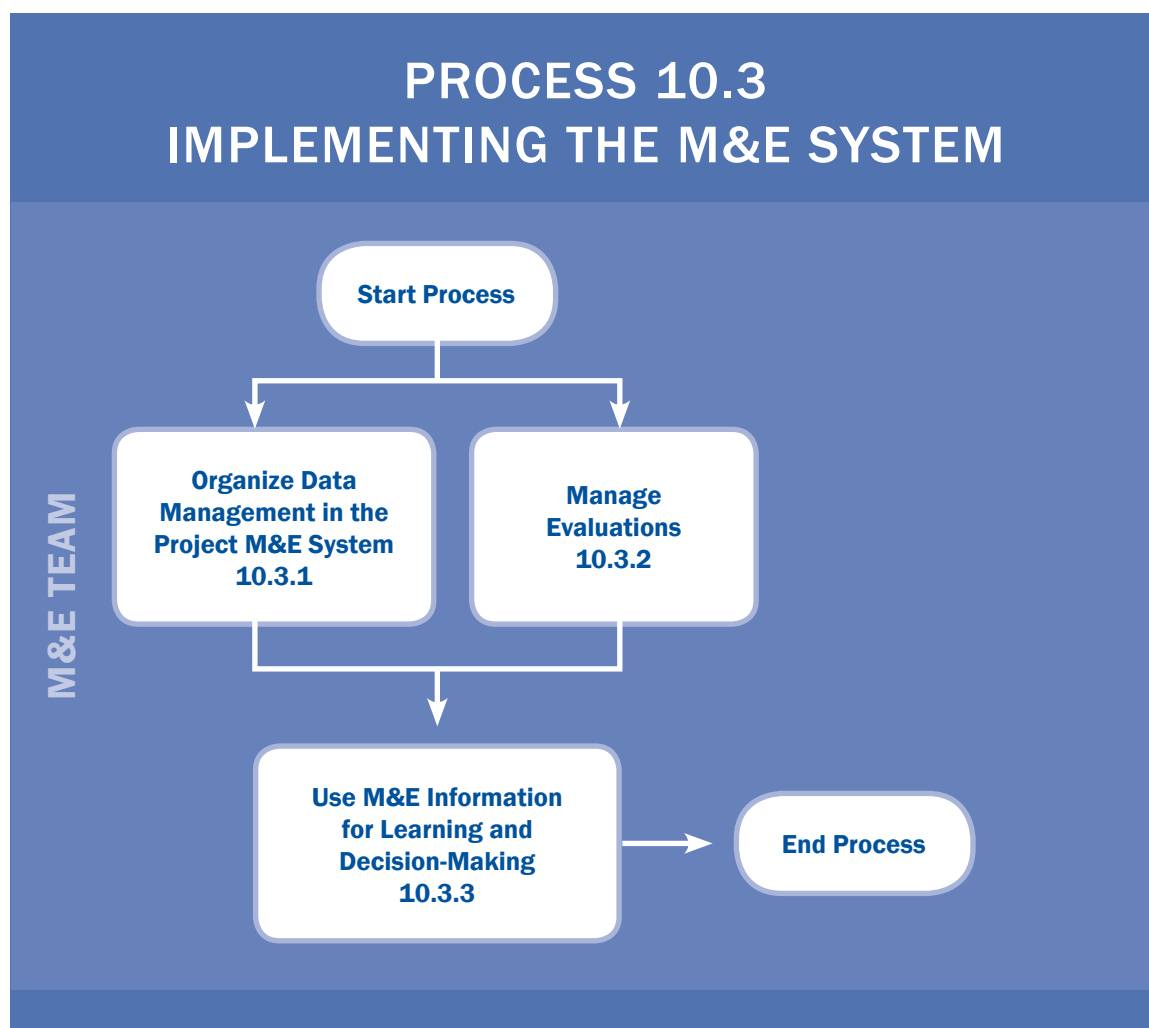 PROCESS 10.3
IMPLEMENTING THE M&E SYSTEM
Start Process
Organize Data
Management in the
Project M&E System
10.3.1
Manage
Evaluations
10.3.2
M&E TEAM
Use M&E Information
for Learning and
Decision-Making
10.3.3
End Process